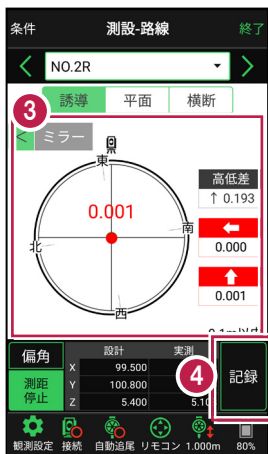 条件 測設-路線 終了
< NO.2R >
誘導 平面 横断
3
< ミラー
東
0.001
北
南
西
高低差
↑ 0.193
0.000
0.001
偏角
測距
停止
設計 実測
X 99.500
Y 100.800
Z 5.400 5.10
4
記録
観測設定 接続 自動追尾 リモコン 1.000m 80%